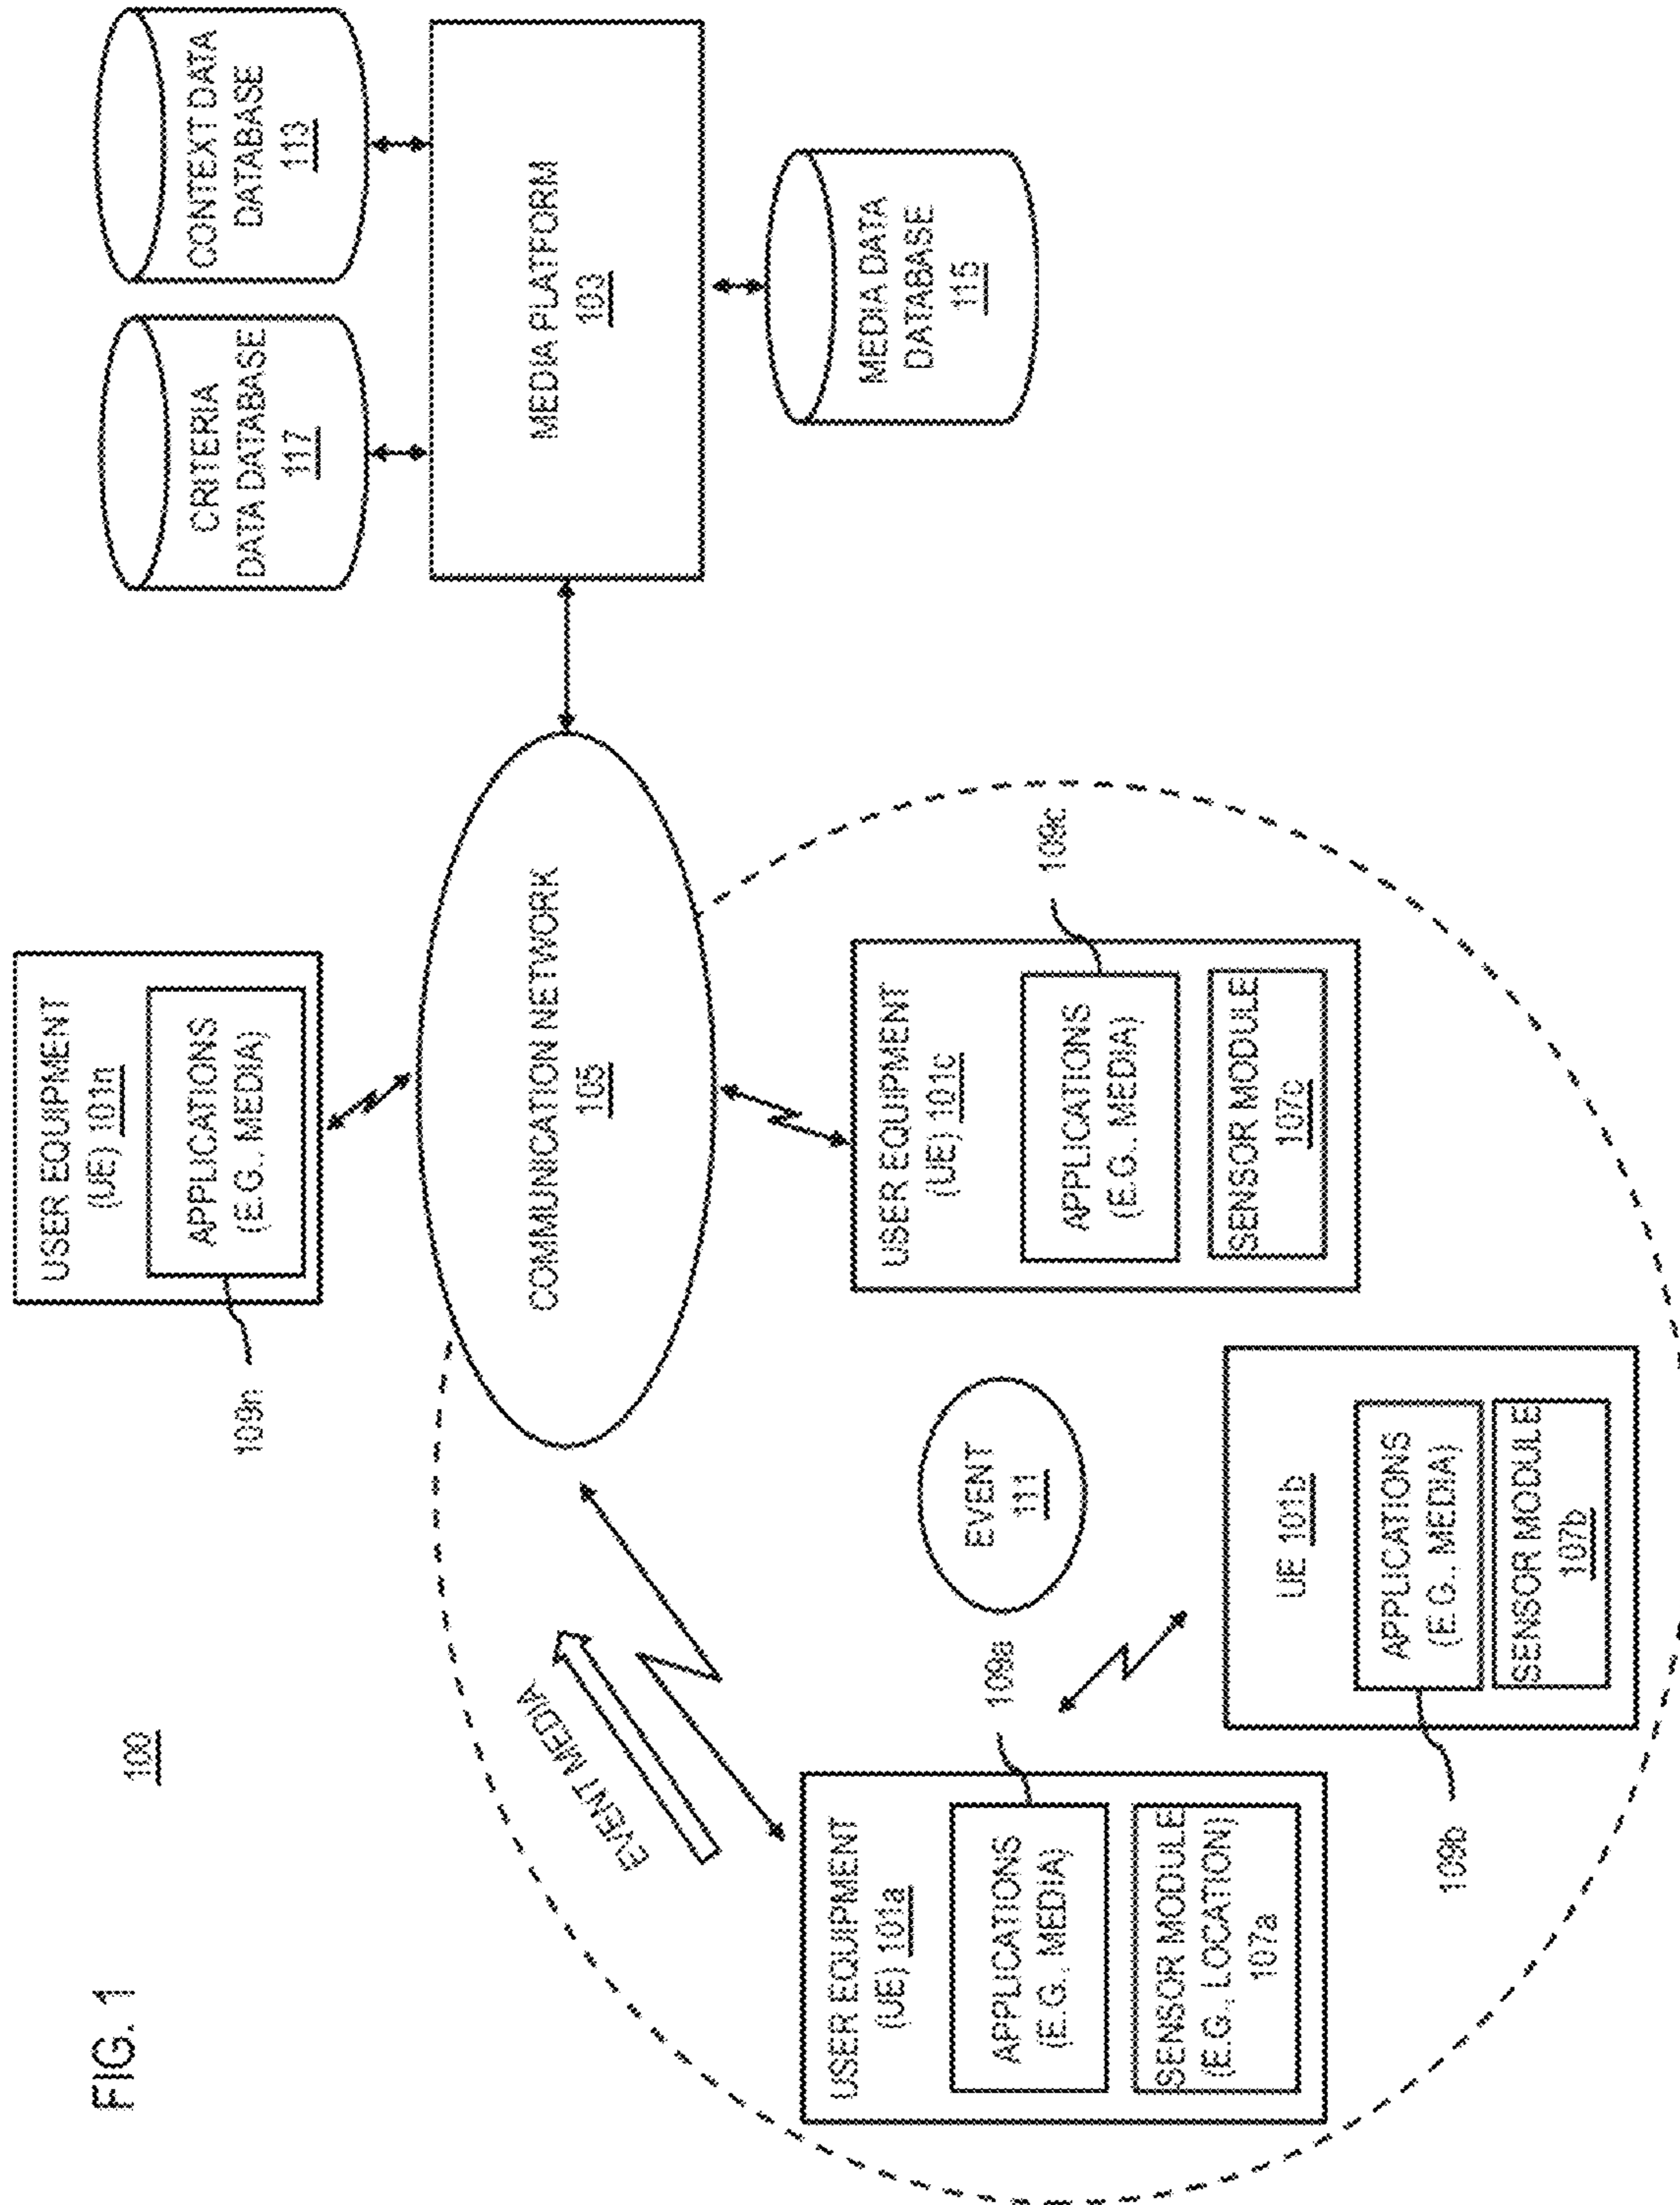 FIG. 1
100
USER EQUIPMENT
(UE) 101n
APPLICATIONS
(E.G., MEDIA)
109n
CRITERIA
DATA DATABASE
117
CONTEXT DATA
DATABASE
113
COMMUNICATION NETWORK
105
MEDIA PLATFORM
103
MEDIA DATA
DATABASE
115
EVENT MEDIA
USER EQUIPMENT
(UE) 101a
APPLICATIONS
(E.G., MEDIA)
SENSOR MODULE
(E.G., LOCATION)
107a
109a
EVENT
111
UE 101b
APPLICATIONS
(E.G., MEDIA)
SENSOR MODULE
107b
109b
USER EQUIPMENT
(UE) 101c
APPLICATIONS
(E.G., MEDIA)
SENSOR MODULE
107c
109c